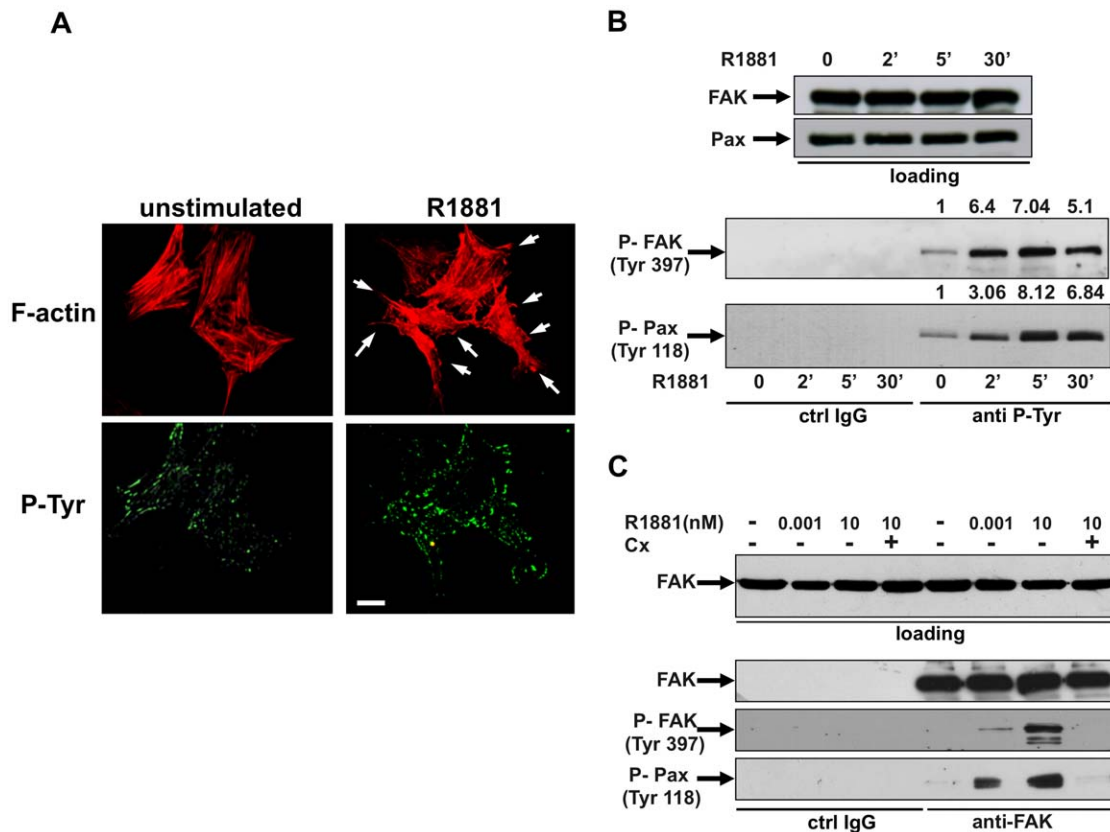 A
unstimulated R1881
F-actin
P-Tyr
B
R1881 0 2’ 5’ 30’
FAK
Pax
loading
1 6.4 7.04 5.1
P- FAK
(Tyr 397)
1 3.06 8.12 6.84
P- Pax
(Tyr 118)
R1881 0 2’ 5’ 30’ 0 2’ 5’ 30’
ctrl IgG anti P-Tyr
C
R1881(nM) - 0.001 10 10 - 0.001 10 10
Cx - - - + - - - +
FAK
loading
FAK
P- FAK
(Tyr 397)
P- Pax
(Tyr 118)
ctrl IgG anti-FAK